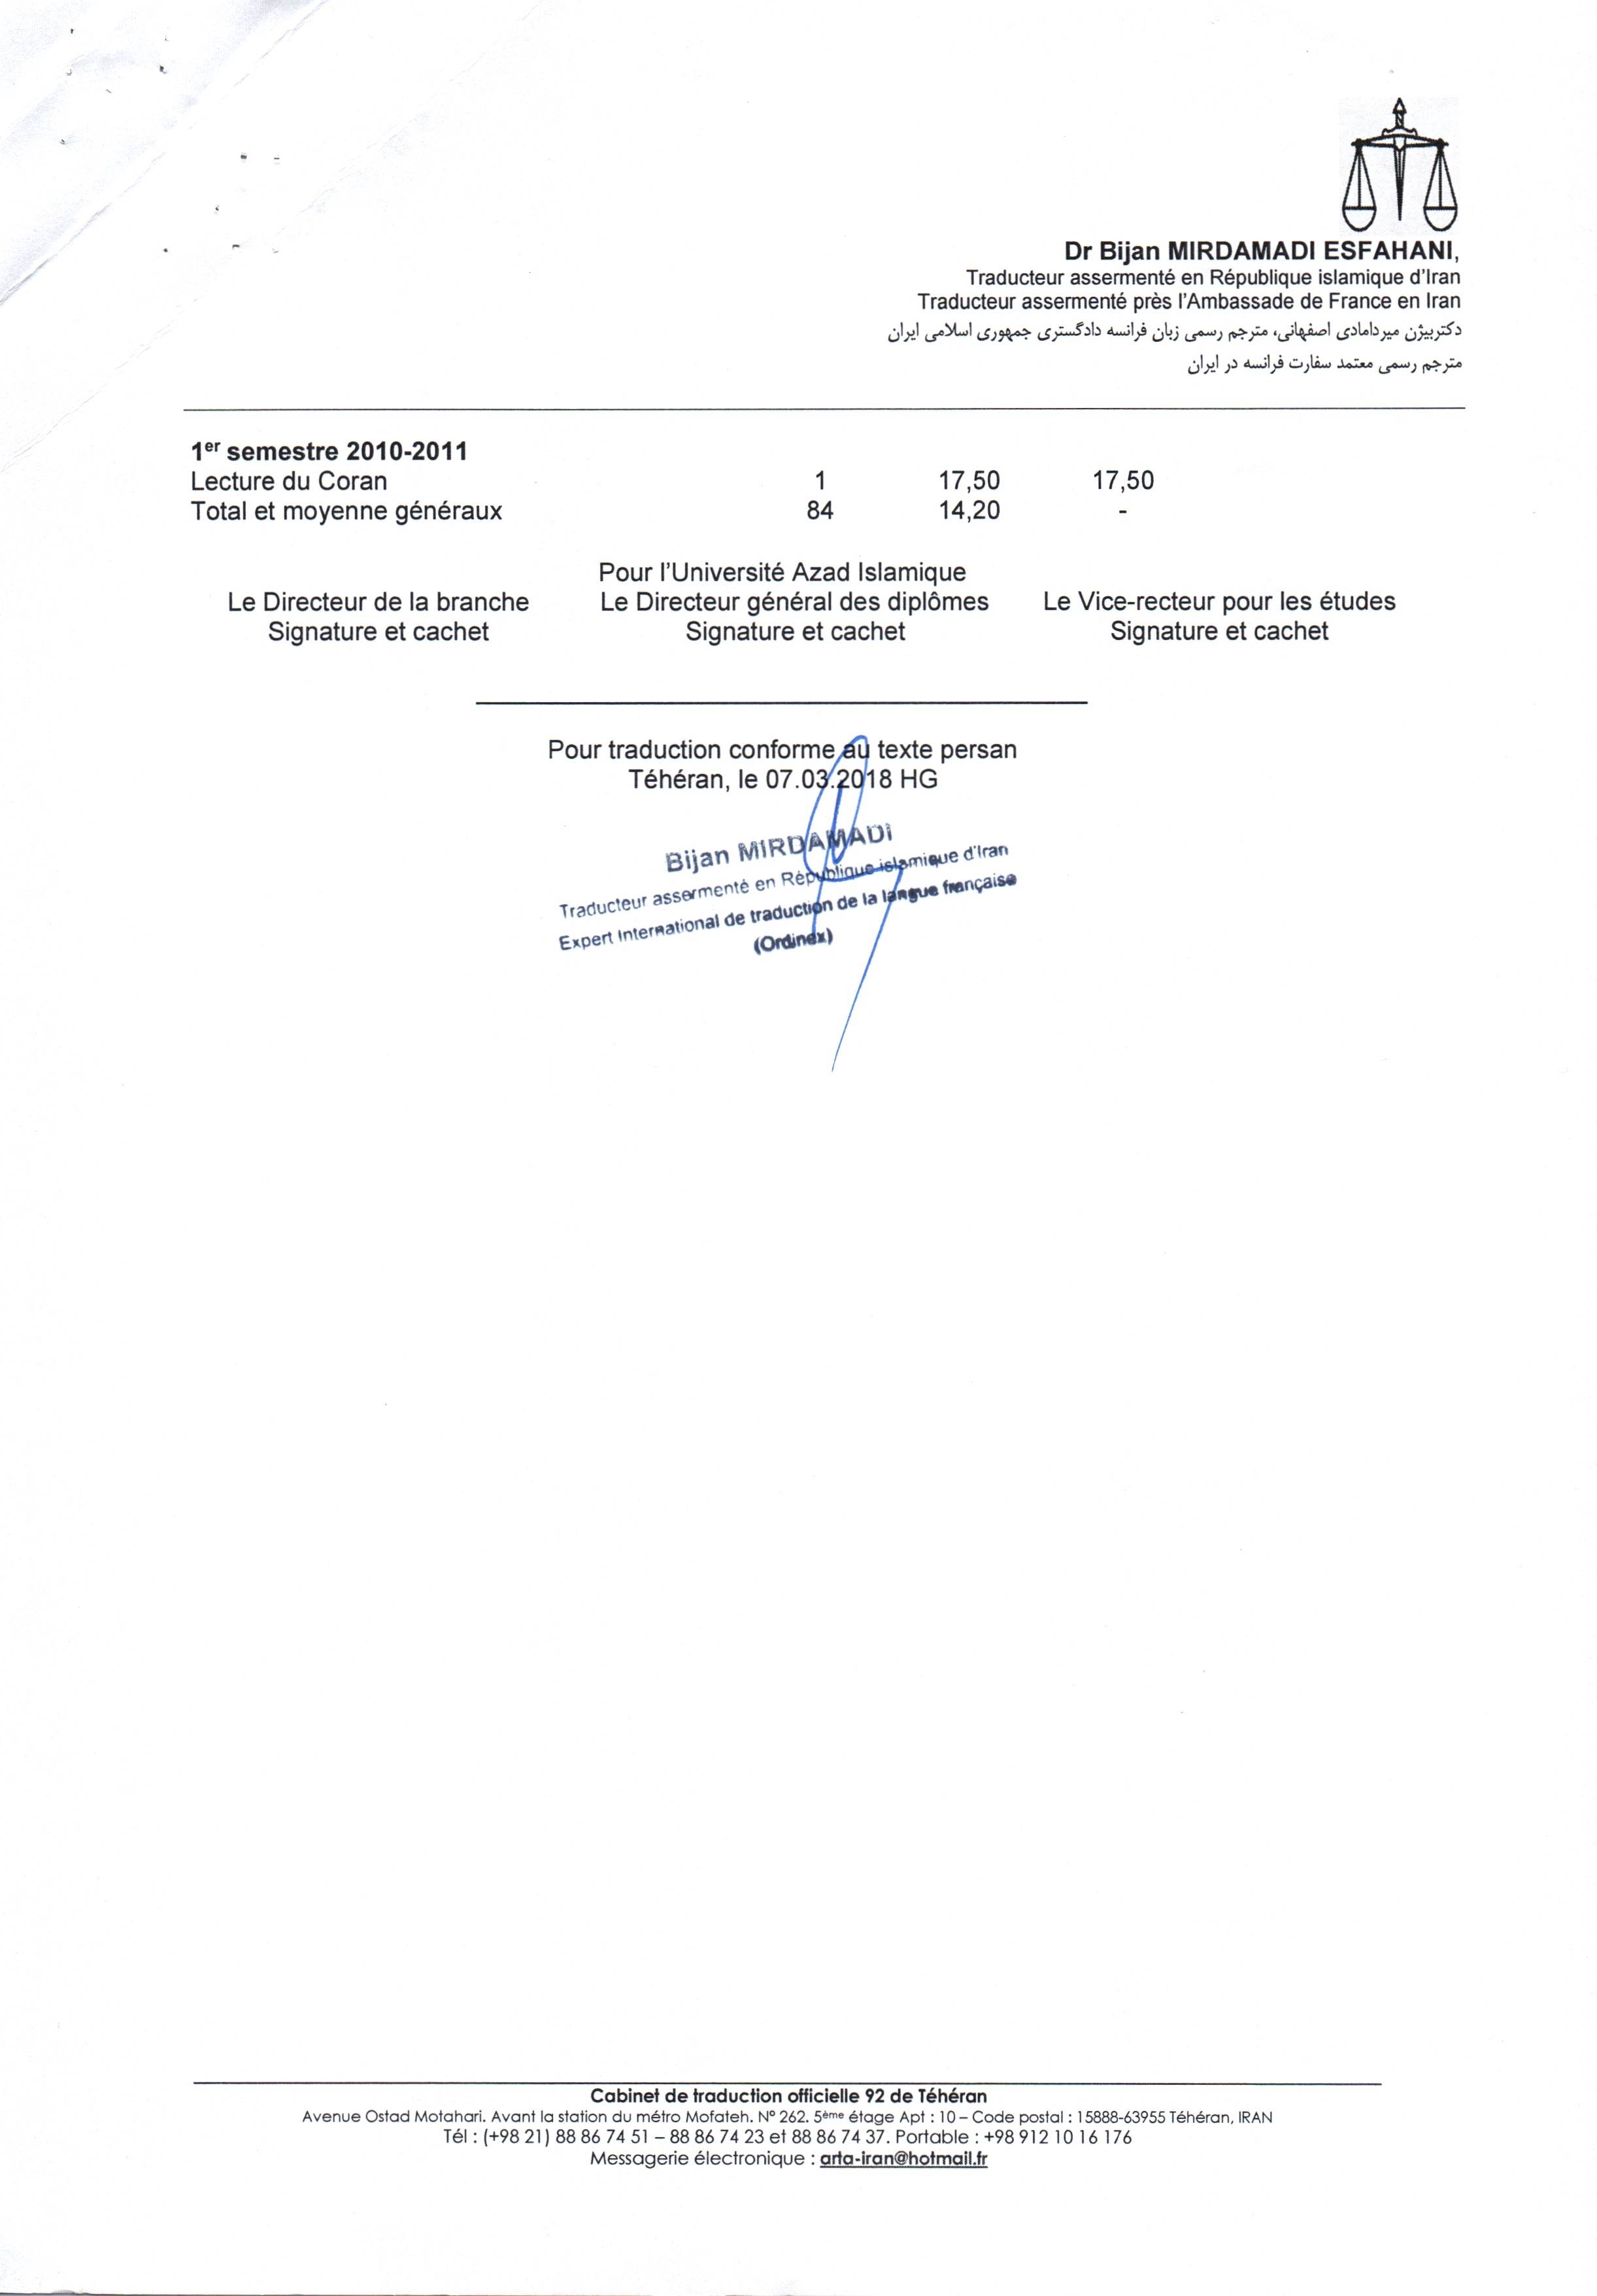 Dr Bijan MIRDAMADI ESFAHANI,
Traducteur assermenté en République islamique d'Iran
Traducteur assermenté près l'Ambassade de France en Iran
دکتربیژن میردامادی اصفهانی، مترجم رسمی زبان فرانسه دادگستری جمهوری اسلامی ایران
مترجم رسمی معتمد سفارت فرانسه در ایران
1er semestre 2010-2011
Lecture du Coran 1 17,50 17,50
Total et moyenne généraux 84 14,20 -
Pour l'Université Azad Islamique
Le Directeur de la branche Le Directeur général des diplômes Le Vice-recteur pour les études
Signature et cachet Signature et cachet Signature et cachet
Pour traduction conforme au texte persan
Téhéran, le 07.03.2018 HG
Bijan MIRDAMADI
Traducteur assermenté en République islamique d'Iran
Expert International de traduction de la langue française
(Ordinex)
Cabinet de traduction officielle 92 de Téhéran
Avenue Ostad Motahari. Avant la station du métro Mofateh. Nº 262. 5ème étage Apt : 10 – Code postal : 15888-63955 Téhéran, IRAN
Tél : (+98 21) 88 86 74 51 – 88 86 74 23 et 88 86 74 37. Portable : +98 912 10 16 176
Messagerie électronique : arta-iran@hotmail.fr